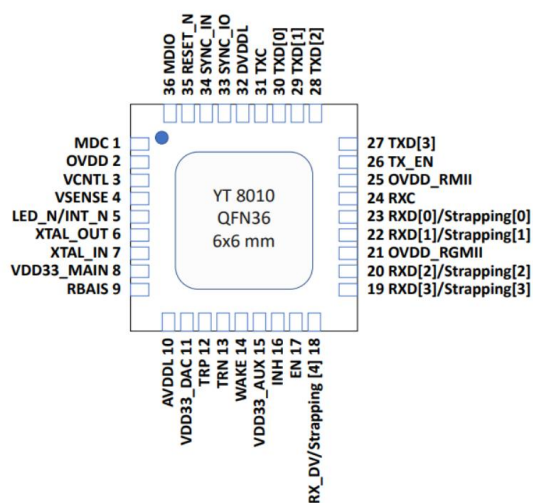 36 MDIO
35 RESET_N
34 SYNC_IN
33 SYNC_IO
32 DVDDL
31 TXC
30 TXD[0]
29 TXD[1]
28 TXD[2]
MDC 1
OVDD 2
VCNTL 3
VSENSE 4
LED_N/INT_N 5
XTAL_OUT 6
XTAL_IN 7
VDD33_MAIN 8
RBAIS 9
YT 8010
QFN36
6x6 mm
27 TXD[3]
26 TX_EN
25 OVDD_RMII
24 RXC
23 RXD[0]/Strapping[0]
22 RXD[1]/Strapping[1]
21 OVDD_RGMII
20 RXD[2]/Strapping[2]
19 RXD[3]/Strapping[3]
AVDDL 10
VDD33_DAC 11
TRP 12
TRN 13
WAKE 14
VDD33_AUX 15
INH 16
EN 17
RX_DV/Strapping [4] 18